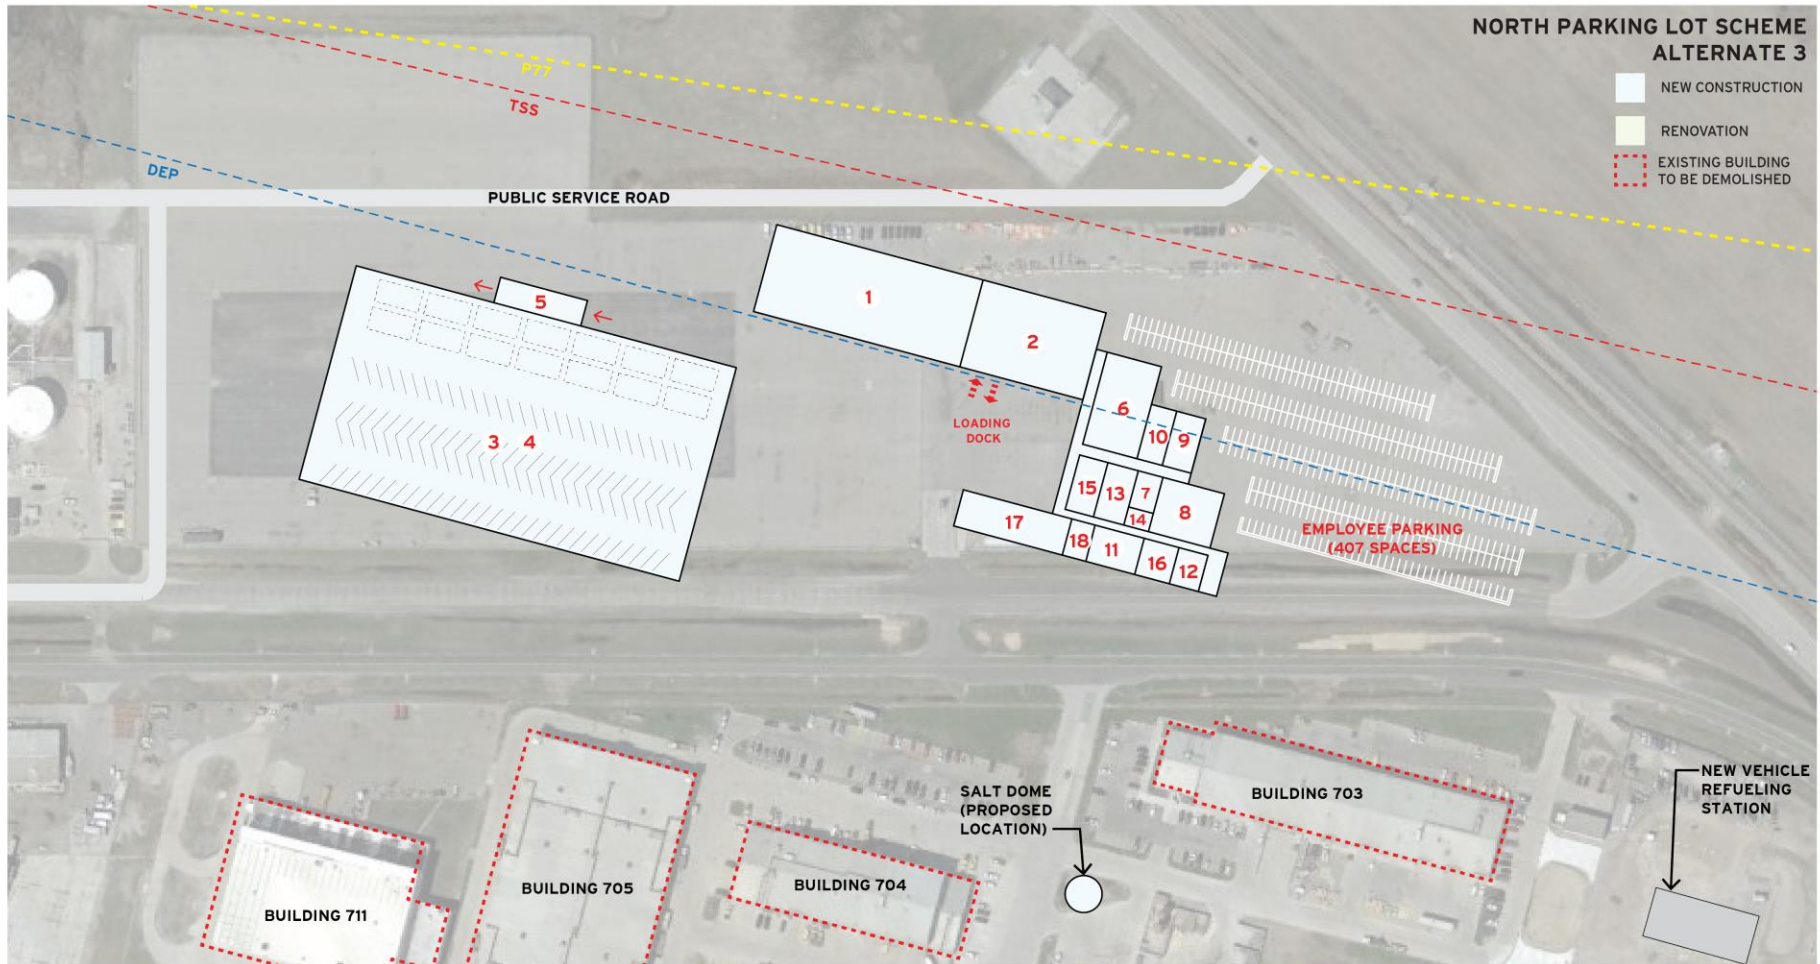 NORTH PARKING LOT SCHEME
ALTERNATE 3
NEW CONSTRUCTION
RENOVATION
EXISTING BUILDING
TO BE DEMOLISHED
P77
TSS
DEP
PUBLIC SERVICE ROAD
5
1
2
3 4
6
10
9
LOADING
DOCK
15
13
7
14
8
17
18
11
16
12
EMPLOYEE PARKING
(407 SPACES)
SALT DOME
(PROPOSED
LOCATION)
BUILDING 703
NEW VEHICLE
REFUELING
STATION
BUILDING 704
BUILDING 705
BUILDING 711